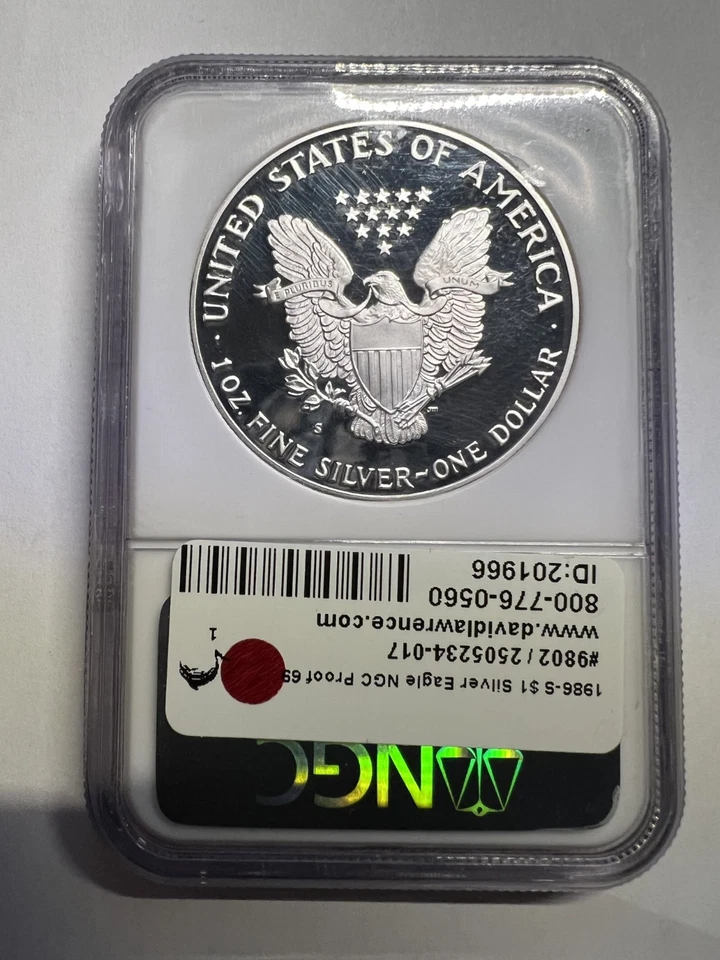 UNITED STATES OF AMERICA
E PLURIBUS UNUM
S
1 OZ. FINE SILVER~ONE DOLLAR
1986-S $1 Silver Eagle NGC Proof 69
#9802 / 2505234-017
www.davidlawrence.com
800-776-0560
ID:201966
1
NGC